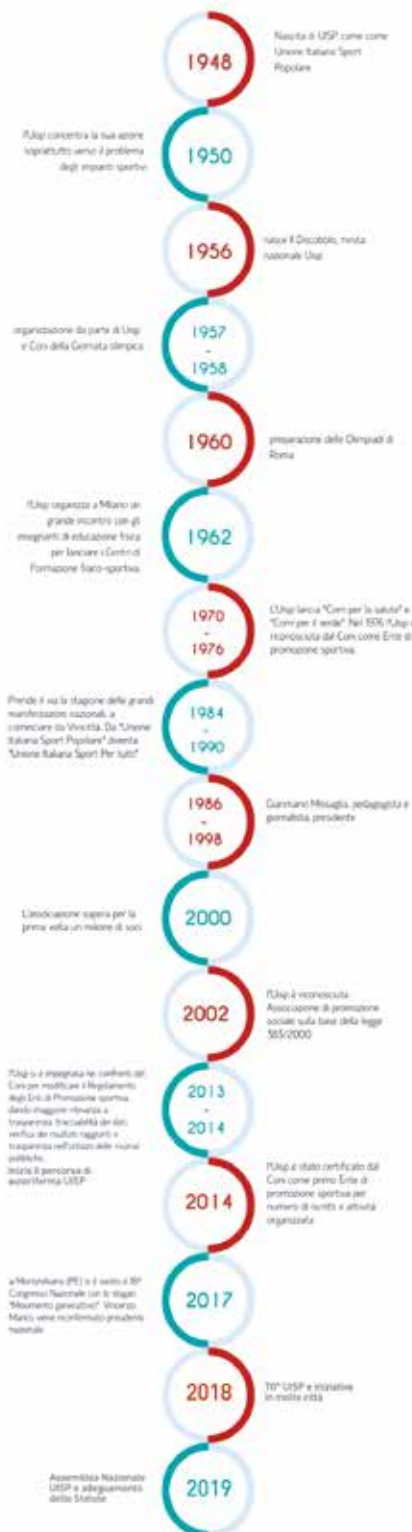 1948
Nascita di UISP come come
Unione Italiana Sport
Popolare
l'Uisp concentra la sua azione
soprattutto verso il problema
degli impianti sportivi
1950
1956
nasce Il Discobolo, rivista
nazionale Uisp
organizzazione da parte di Uisp
e Coni della Giornata olimpica
1957
-
1958
1960
preparazione delle Olimpiadi di
Roma
l'Uisp organizza a Milano un
grande incontro con gli
insegnanti di educazione fisica
per lanciare i Centri di
Formazione fisico-sportiva.
1962
1970
-
1976
L'Uisp lancia "Corri per la salute" e
"Corri per il verde". Nel 1976 l'Uisp è
riconosciuta dal Coni come Ente di
promozione sportiva
Prende il via la stagione delle grandi
manifestazioni nazionali, a
cominciare da Vivicittà. Da "Unione
Italiana Sport Popolare" diventa
"Unione Italiana Sport Per tutti"
1984
-
1990
1986
-
1998
Gianmario Missaglia, pedagogista e
giornalista, presidente
L'associazione supera per la
prima volta un milione di soci
2000
2002
l'Uisp è riconosciuta
Associazione di promozione
sociale sulla base della legge
383/2000
l'Uisp si è impegnata nei confronti del
Coni per modificare il Regolamento
degli Enti di Promozione sportiva,
dando maggiore rilevanza a
trasparenza, tracciabilità dei dati,
verifica dei risultati raggiunti e
trasparenza nell'utilizzo delle risorse
pubbliche.
Inizia il percorso di
autoriforma UISP
2013
-
2014
2014
l'Uisp è stato certificato dal
Coni come primo Ente di
promozione sportiva per
numero di iscritti e attività
organizzata
a Montesilvano (PE) si è svolto il 18°
Congresso Nazionale con lo slogan
"Movimento generattivo". Vincenzo
Manco viene riconfermato presidente
nazionale
2017
2018
70° UISP e iniziative
in molte città
Assemblea Nazionale
UISP e adeguamento
dello Statuto
2019